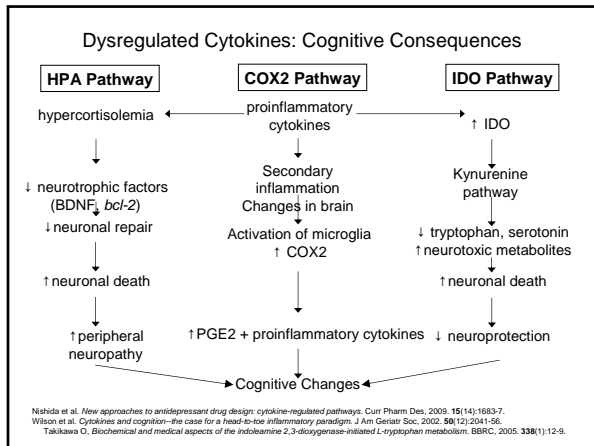 Dysregulated Cytokines: Cognitive Consequences
HPA Pathway
hypercortisolemia
↓ neurotrophic factors
(BDNF, bcl-2)
↓neuronal repair
↑neuronal death
↑peripheral
neuropathy
COX2 Pathway
proinflammatory
cytokines
Secondary
inflammation
Changes in brain
Activation of microglia
↑ COX2
↑PGE2 + proinflammatory cytokines
IDO Pathway
↑ IDO
Kynurenine
pathway
↓ tryptophan, serotonin
↑neurotoxic metabolites
↑neuronal death
↓ neuroprotection
Cognitive Changes
Nishida et al. New approaches to antidepressant drug design: cytokine-regulated pathways. Curr Pharm Des, 2009. 15(14):1683-7.
Wilson et al. Cytokines and cognition--the case for a head-to-toe inflammatory paradigm. J Am Geriatr Soc, 2002. 50(12):2041-56.
Takikawa O, Biochemical and medical aspects of the indoleamine 2,3-dioxygenase-initiated L-tryptophan metabolism. BBRC, 2005. 338(1):12-9.